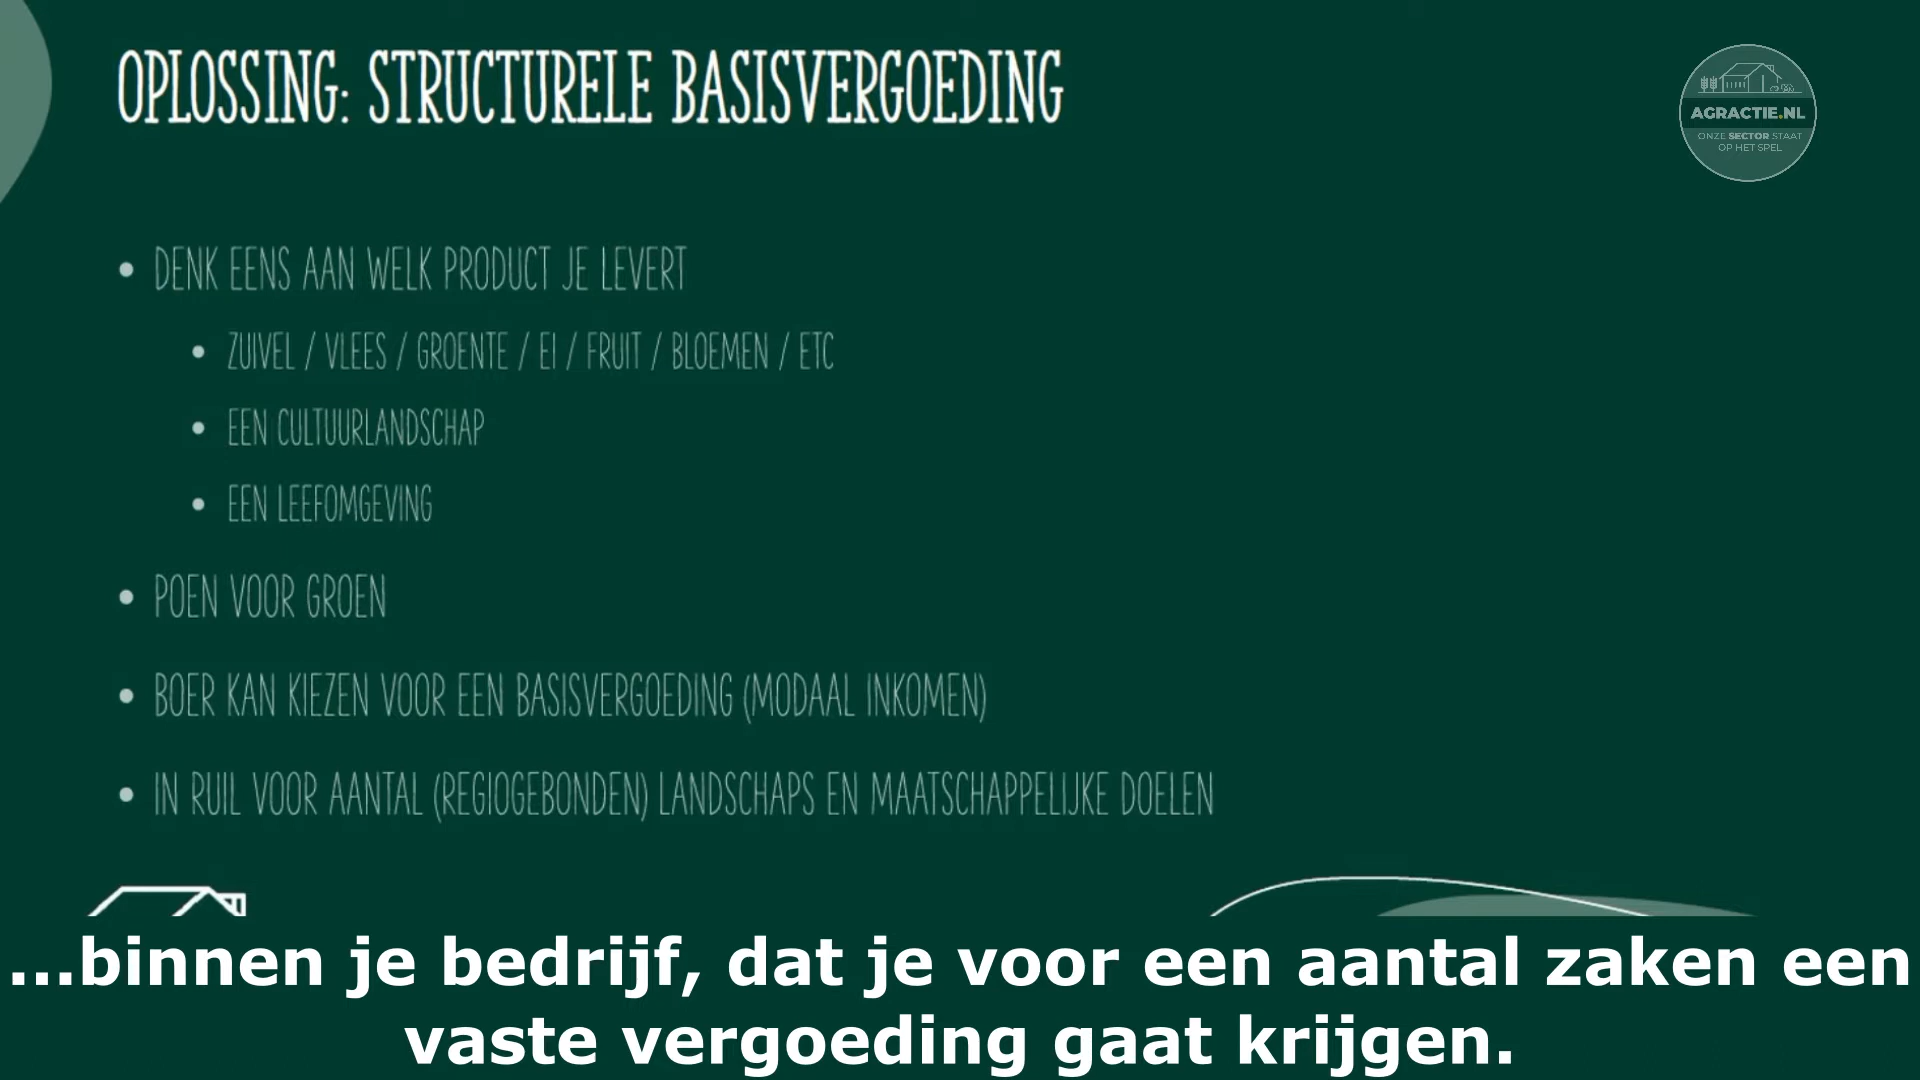 OPLOSSING: STRUCTURELE BASISVERGOEDING
AGRACTIE.NL
ONZE SECTOR STAAT
OP HET SPEL
• DENK EENS AAN WELK PRODUCT JE LEVERT
• ZUIVEL / VLEES / GROENTE / EI / FRUIT / BLOEMEN / ETC
• EEN CULTUURLANDSCHAP
• EEN LEEFOMGEVING
• POEN VOOR GROEN
• BOER KAN KIEZEN VOOR EEN BASISVERGOEDING (MODAAL INKOMEN)
• IN RUIL VOOR AANTAL (REGIOGEBONDEN) LANDSCHAPS EN MAATSCHAPPELIJKE DOELEN
...binnen je bedrijf, dat je voor een aantal zaken een
vaste vergoeding gaat krijgen.